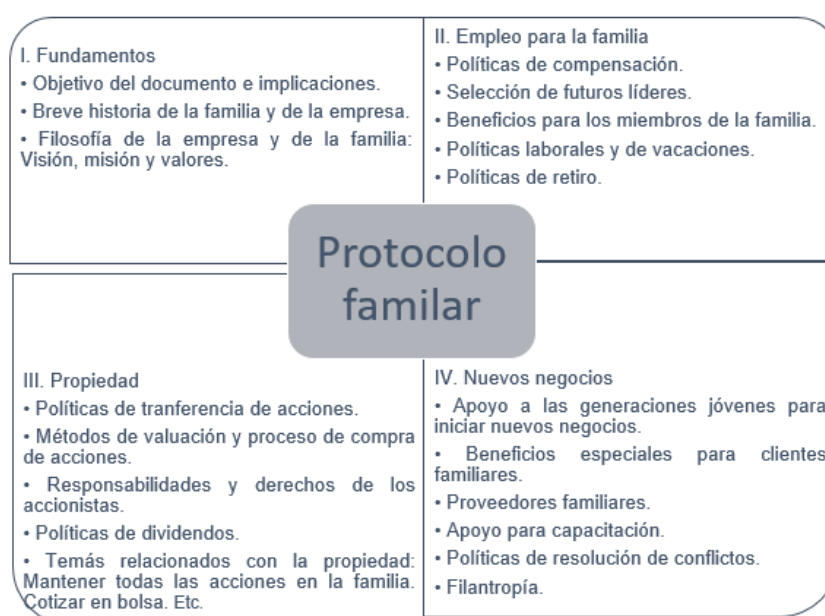 I. Fundamentos
• Objetivo del documento e implicaciones.
• Breve historia de la familia y de la empresa.
• Filosofía de la empresa y de la familia:
Visión, misión y valores.
II. Empleo para la familia
• Políticas de compensación.
• Selección de futuros líderes.
• Beneficios para los miembros de la familia.
• Políticas laborales y de vacaciones.
• Políticas de retiro.
Protocolo
familar
III. Propiedad
• Políticas de tranferencia de acciones.
• Métodos de valuación y proceso de compra
de acciones.
• Responsabilidades y derechos de los
accionistas.
• Políticas de dividendos.
• Temás relacionados con la propiedad:
Mantener todas las acciones en la familia.
Cotizar en bolsa. Etc.
IV. Nuevos negocios
• Apoyo a las generaciones jóvenes para
iniciar nuevos negocios.
• Beneficios especiales para clientes
familiares.
• Proveedores familiares.
• Apoyo para capacitación.
• Políticas de resolución de conflictos.
• Filantropía.